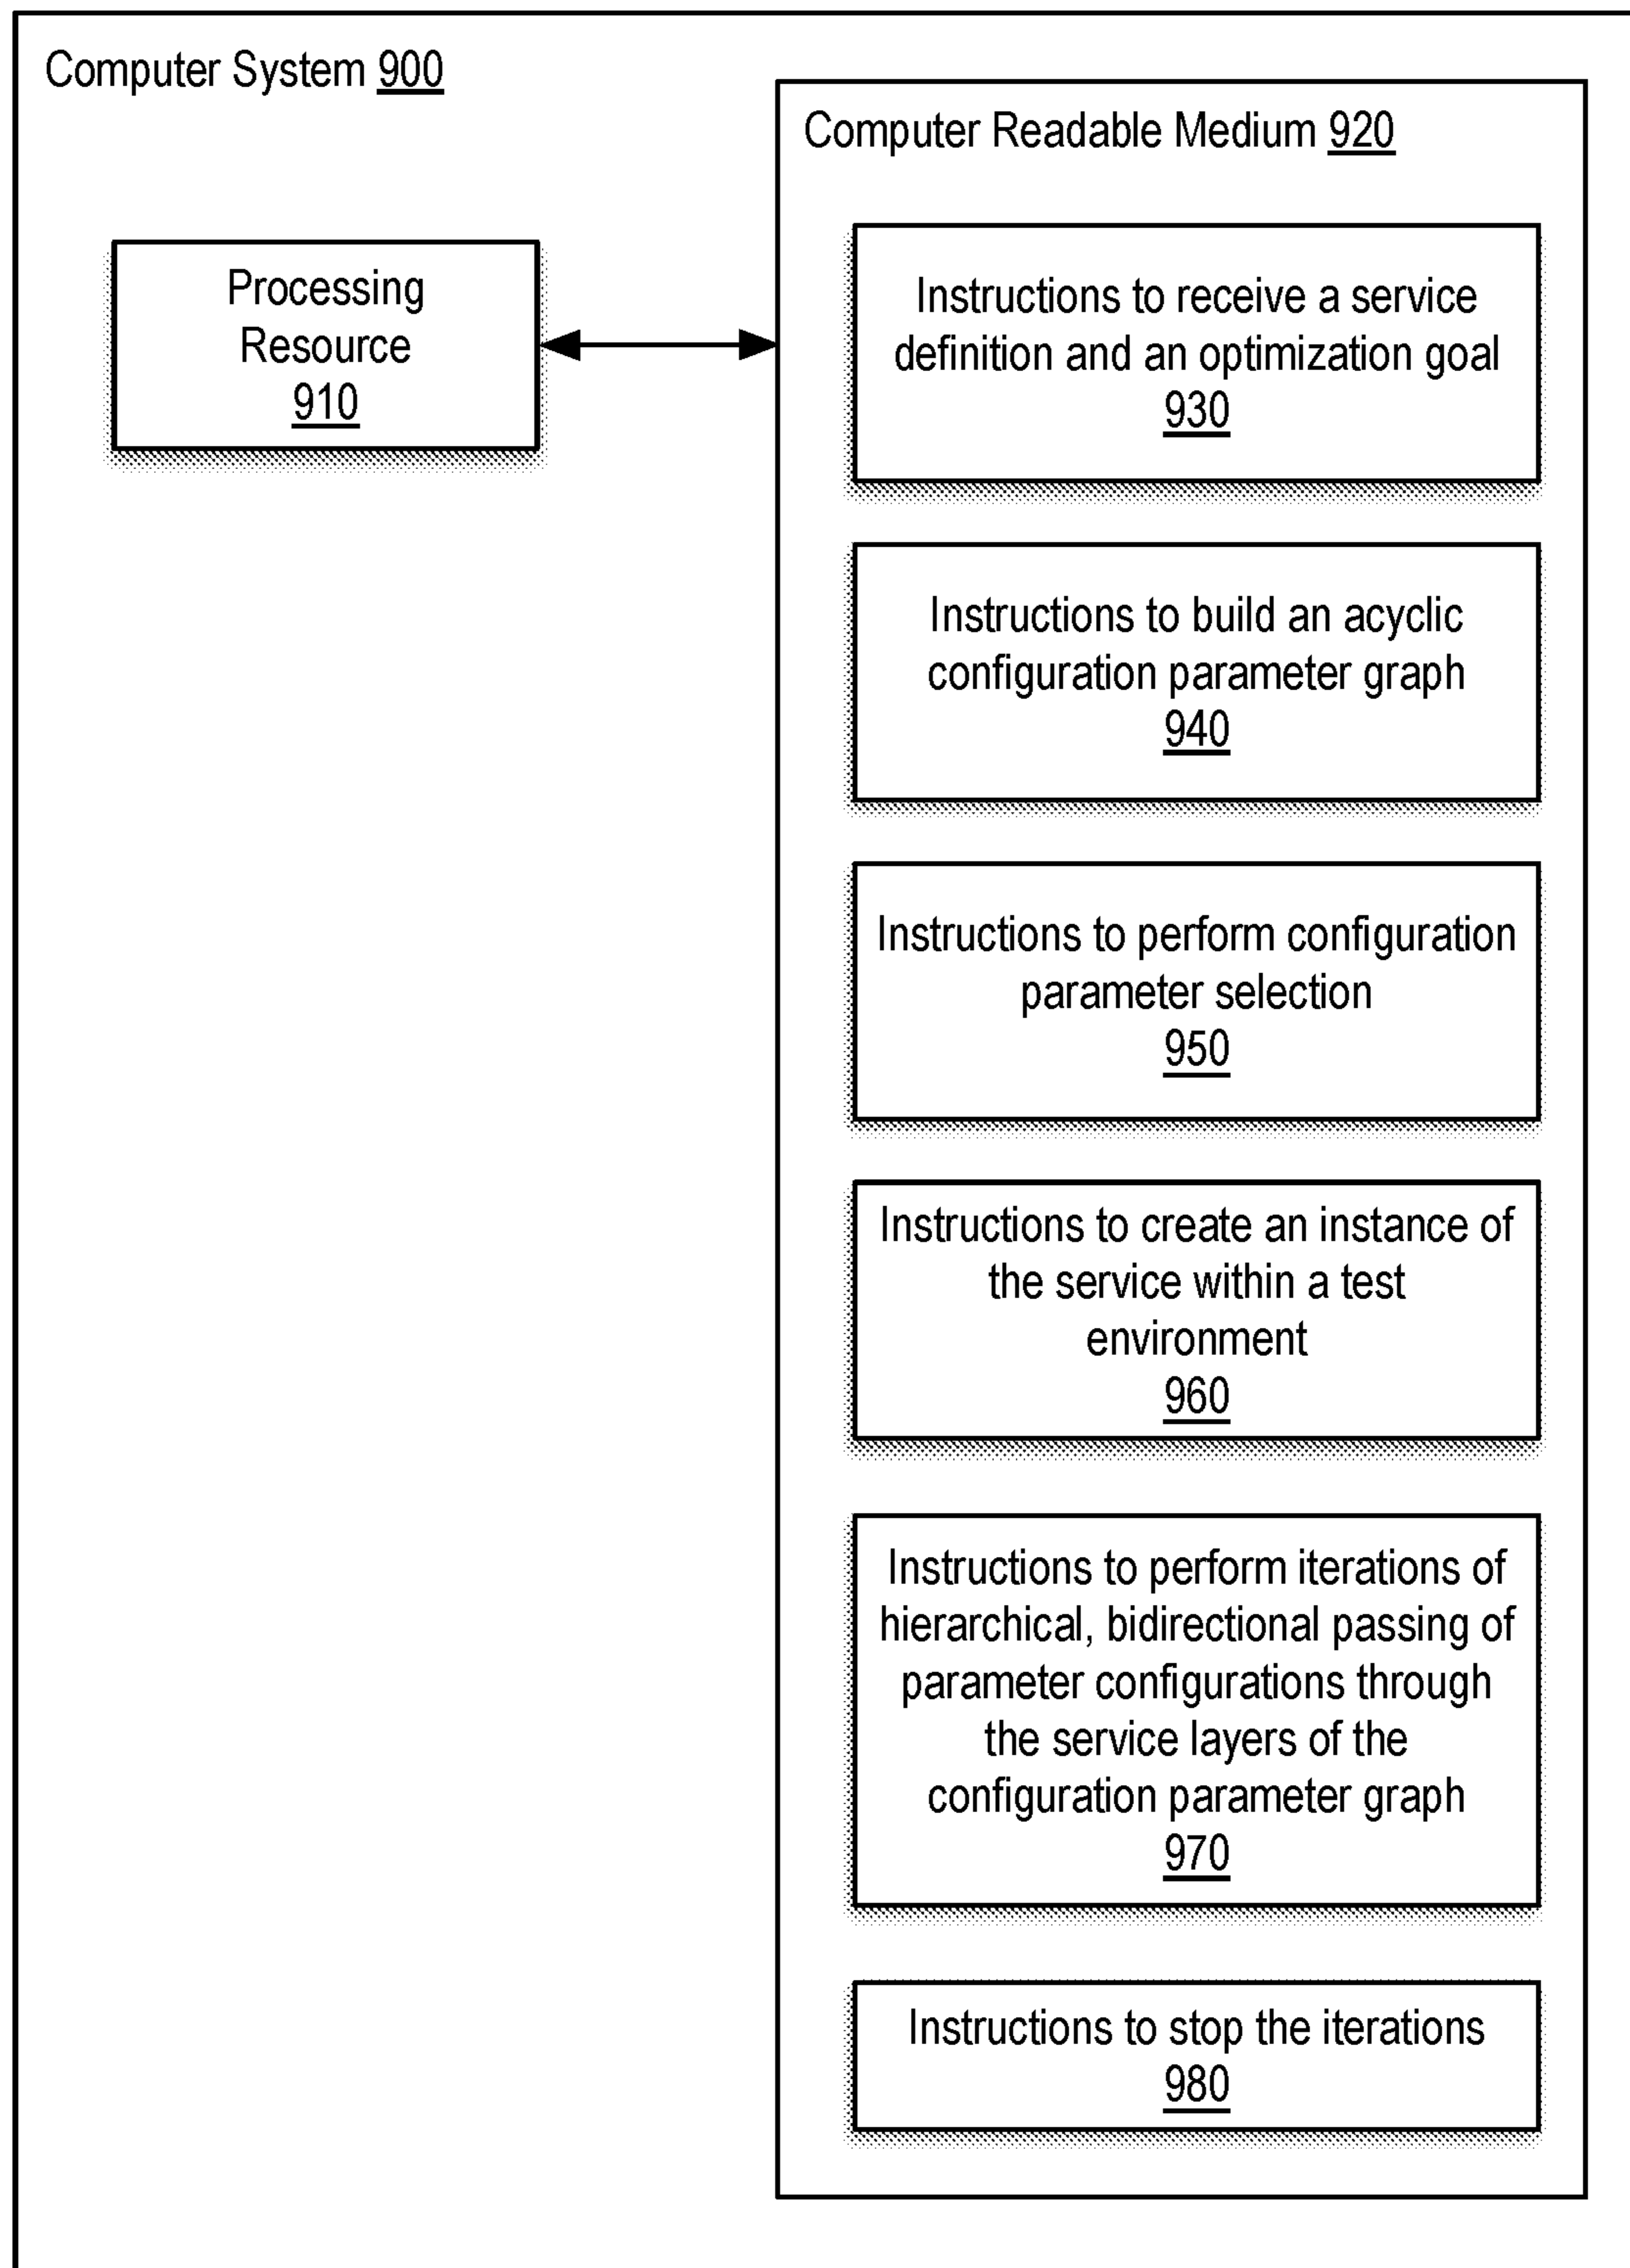 Computer System 900
Computer Readable Medium 920
Processing
Resource
910
Instructions to receive a service
definition and an optimization goal
930
Instructions to build an acyclic
configuration parameter graph
940
Instructions to perform configuration
parameter selection
950
Instructions to create an instance of
the service within a test
environment
960
Instructions to perform iterations of
hierarchical, bidirectional passing of
parameter configurations through
the service layers of the
configuration parameter graph
970
Instructions to stop the iterations
980